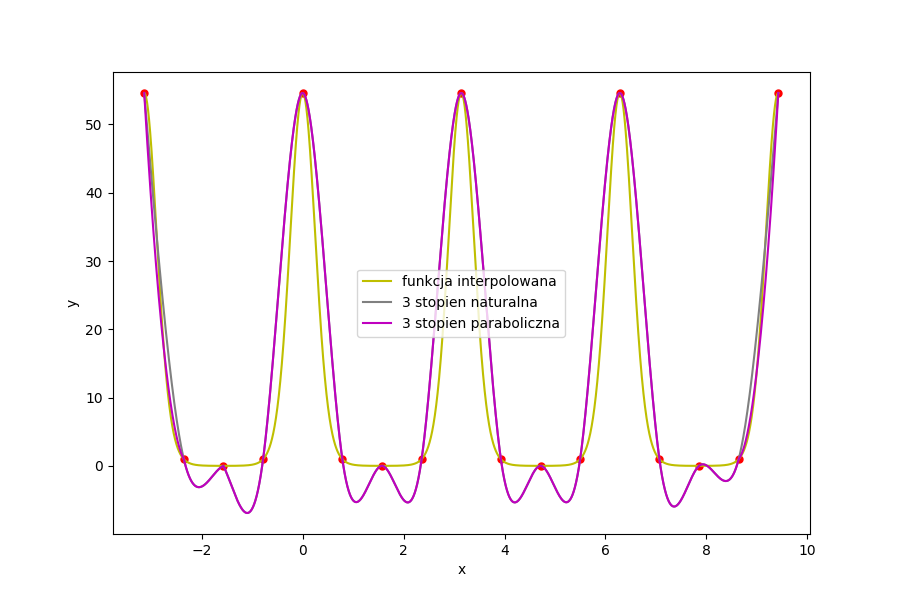 50
40
30
20
10
0
y
funkcja interpolowana
3 stopien naturalna
3 stopien paraboliczna
−2 0 2 4 6 8 10
x